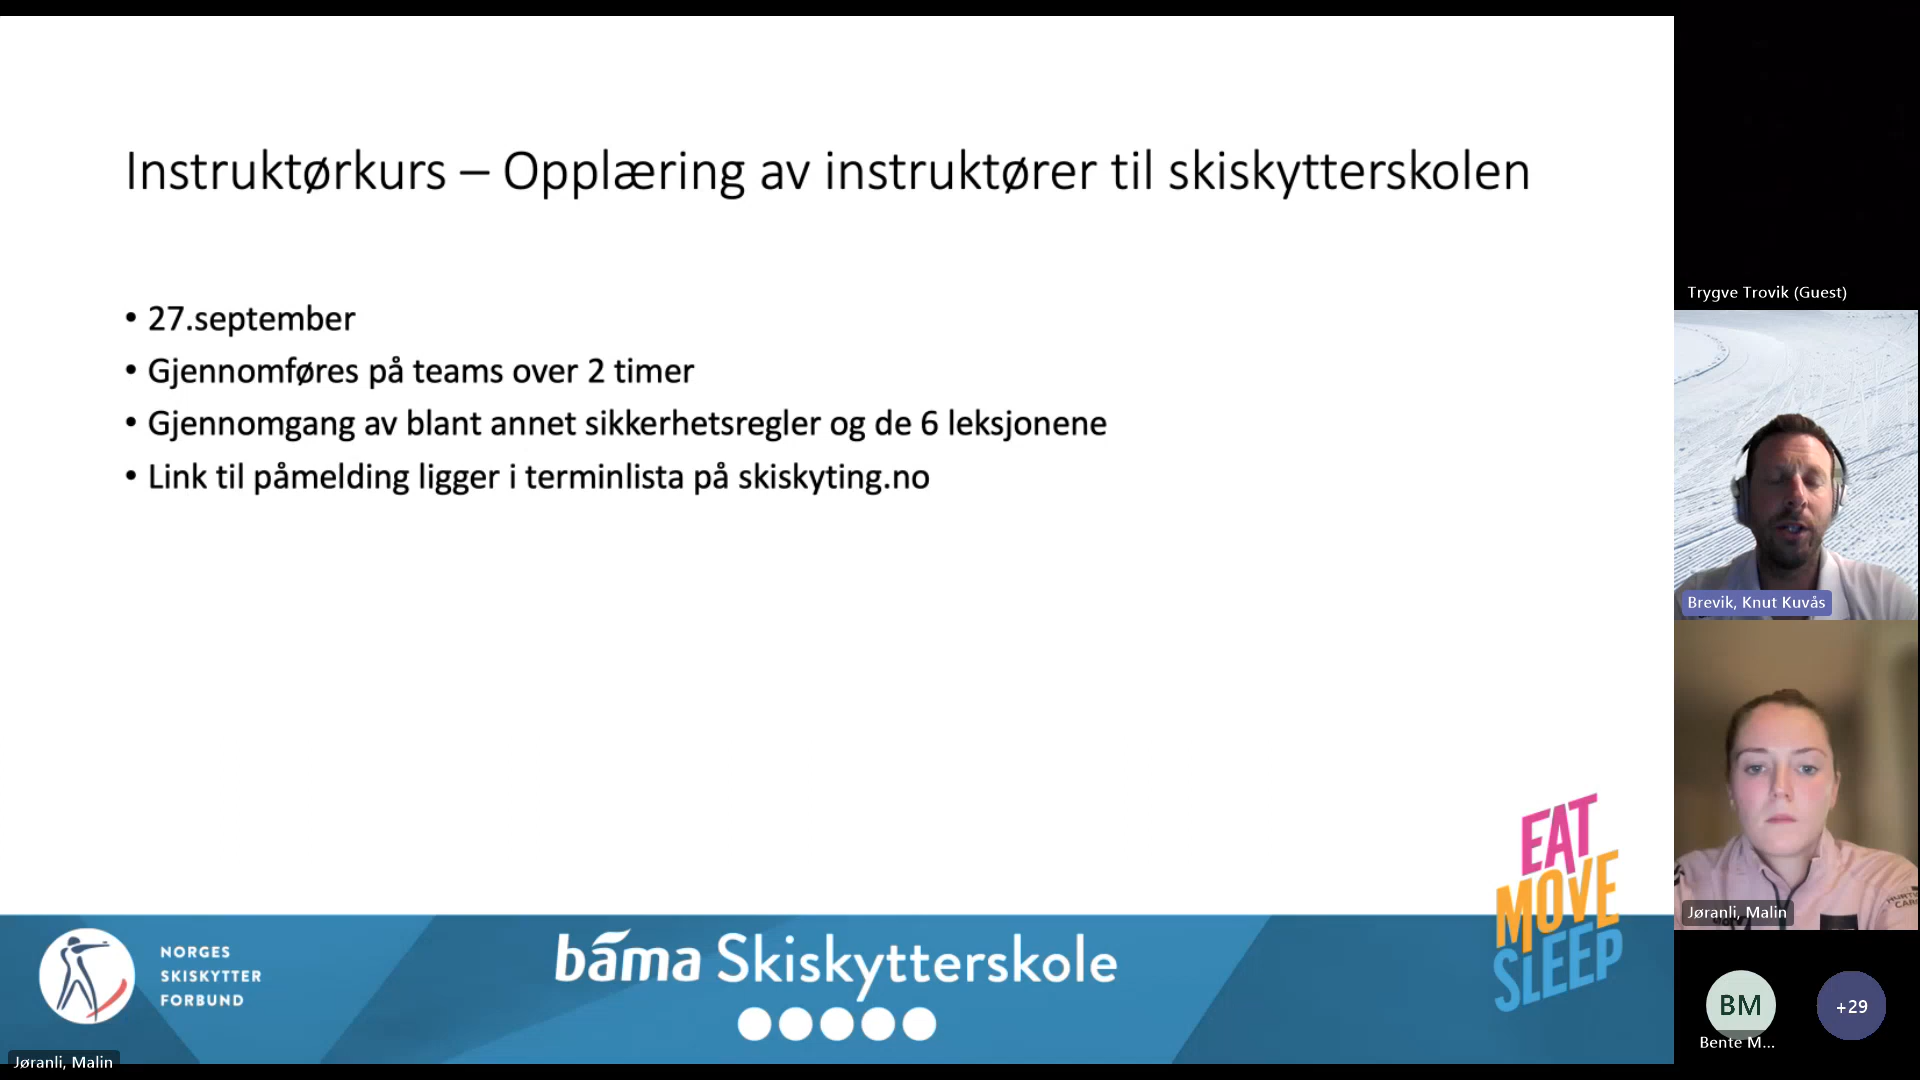 Instruktørkurs – Opplæring av instruktører til skiskytterskolen
• 27.september
• Gjennomføres på teams over 2 timer
• Gjennomgang av blant annet sikkerhetsregler og de 6 leksjonene
• Link til påmelding ligger i terminlista på skiskyting.no
EAT
MOVE
SLEEP
NORGES
SKISKYTTER
FORBUND
bama Skiskytterskole
Jøranli, Malin
Trygve Trovik (Guest)
Brevik, Knut Kuvås
Jøranli, Malin
BM
Bente M...
+29